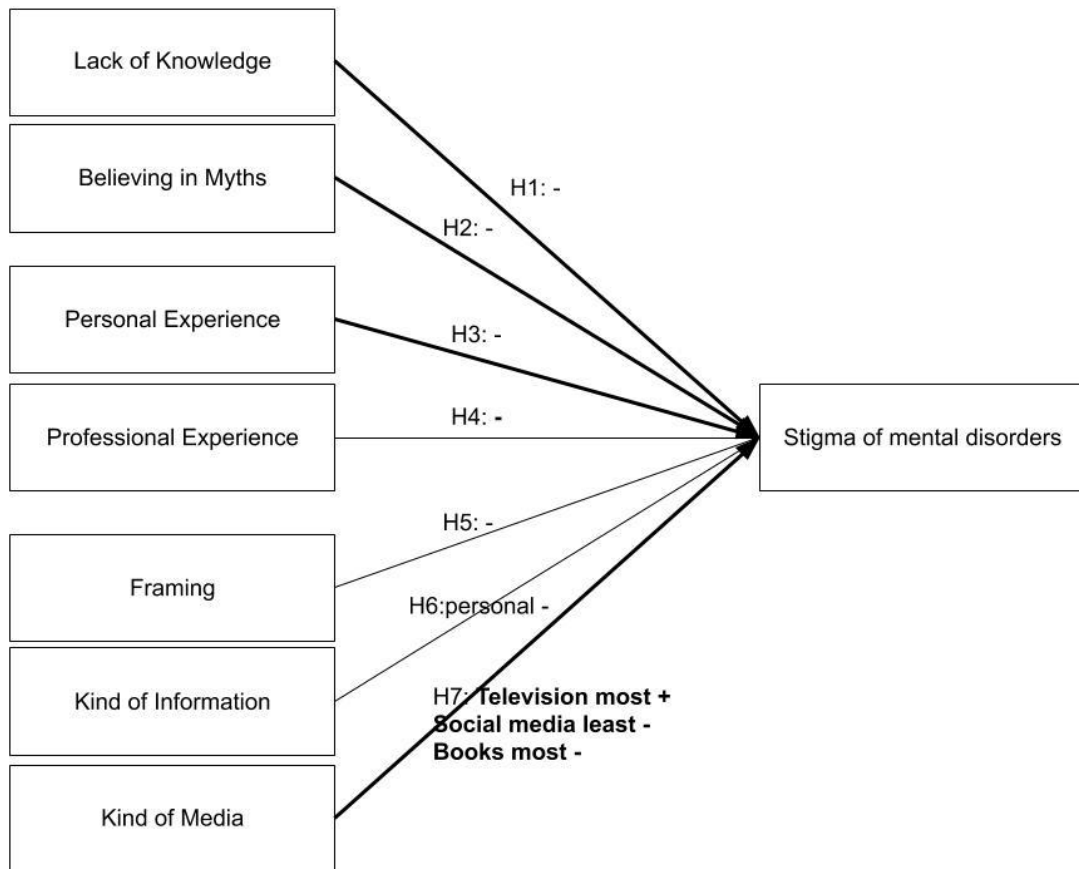 Lack of Knowledge
Believing in Myths
H1: -
H2: -
Personal Experience
H3: -
Professional Experience
H4: -
Stigma of mental disorders
H5: -
Framing
H6:personal -
Kind of Information
H7: Television most +
Social media least -
Books most -
Kind of Media